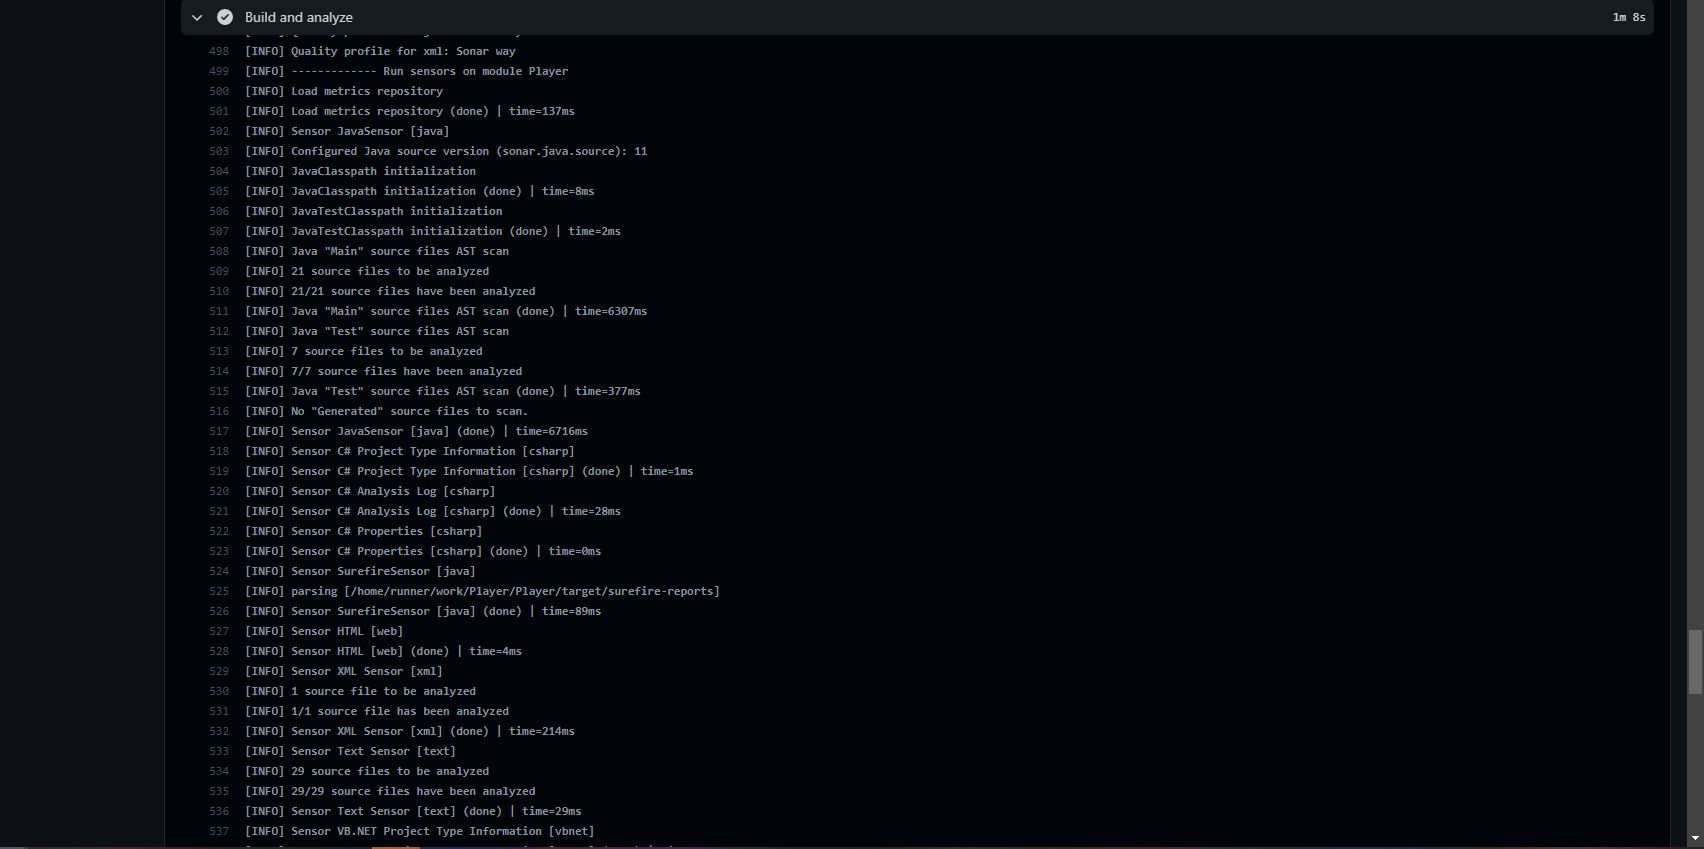 Build and analyze
1m 8s
498 [INFO] Quality profile for xml: Sonar way
499 [INFO] ------------- Run sensors on module Player
500 [INFO] Load metrics repository
501 [INFO] Load metrics repository (done) | time=137ms
502 [INFO] Sensor JavaSensor [java]
503 [INFO] Configured Java source version (sonar.java.source): 11
504 [INFO] JavaClasspath initialization
505 [INFO] JavaClasspath initialization (done) | time=8ms
506 [INFO] JavaTestClasspath initialization
507 [INFO] JavaTestClasspath initialization (done) | time=2ms
508 [INFO] Java "Main" source files AST scan
509 [INFO] 21 source files to be analyzed
510 [INFO] 21/21 source files have been analyzed
511 [INFO] Java "Main" source files AST scan (done) | time=6307ms
512 [INFO] Java "Test" source files AST scan
513 [INFO] 7 source files to be analyzed
514 [INFO] 7/7 source files have been analyzed
515 [INFO] Java "Test" source files AST scan (done) | time=377ms
516 [INFO] No "Generated" source files to scan.
517 [INFO] Sensor JavaSensor [java] (done) | time=6716ms
518 [INFO] Sensor C# Project Type Information [csharp]
519 [INFO] Sensor C# Project Type Information [csharp] (done) | time=1ms
520 [INFO] Sensor C# Analysis Log [csharp]
521 [INFO] Sensor C# Analysis Log [csharp] (done) | time=28ms
522 [INFO] Sensor C# Properties [csharp]
523 [INFO] Sensor C# Properties [csharp] (done) | time=0ms
524 [INFO] Sensor SurefireSensor [java]
525 [INFO] parsing [/home/runner/work/Player/Player/target/surefire-reports]
526 [INFO] Sensor SurefireSensor [java] (done) | time=89ms
527 [INFO] Sensor HTML [web]
528 [INFO] Sensor HTML [web] (done) | time=4ms
529 [INFO] Sensor XML Sensor [xml]
530 [INFO] 1 source file to be analyzed
531 [INFO] 1/1 source file has been analyzed
532 [INFO] Sensor XML Sensor [xml] (done) | time=214ms
533 [INFO] Sensor Text Sensor [text]
534 [INFO] 29 source files to be analyzed
535 [INFO] 29/29 source files have been analyzed
536 [INFO] Sensor Text Sensor [text] (done) | time=29ms
537 [INFO] Sensor VB.NET Project Type Information [vbnet]